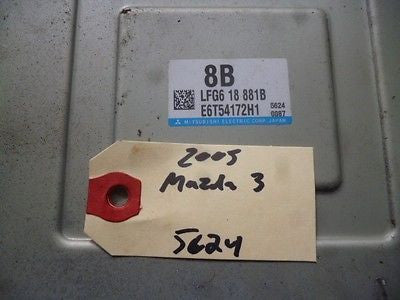 8B
LFG6 18 881B
5624
E6T54172H1
0087
MITSUBISHI ELECTRIC CORP. JAPAN
2005
Mazda 3
5624